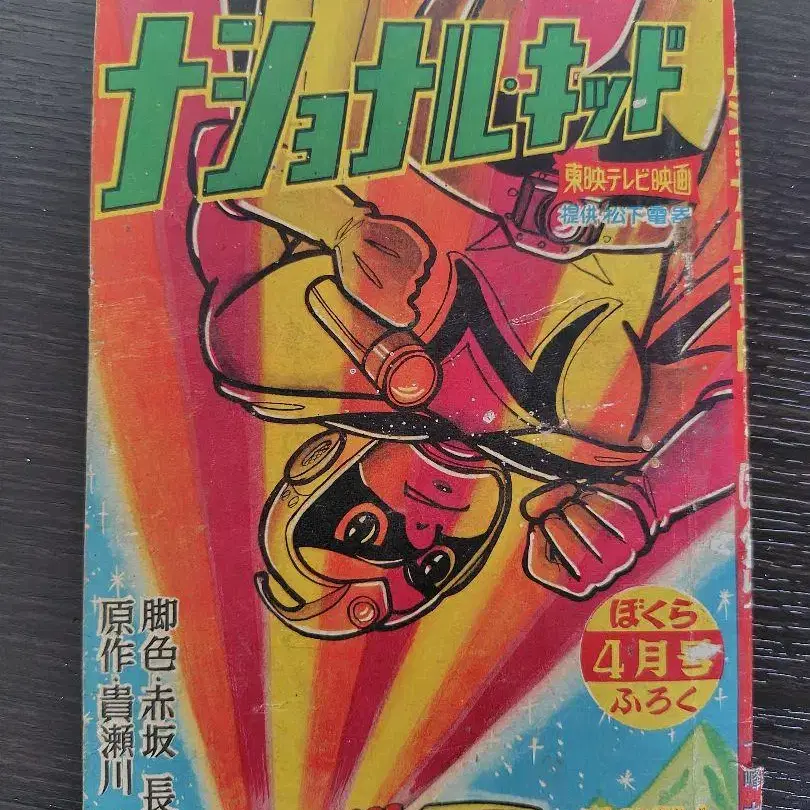 ナショナル・キッド
東映テレビ映画
提供 松下電器
脚色・赤坂 長
原作・貴瀬川
ぼくら
4月号
ふろく